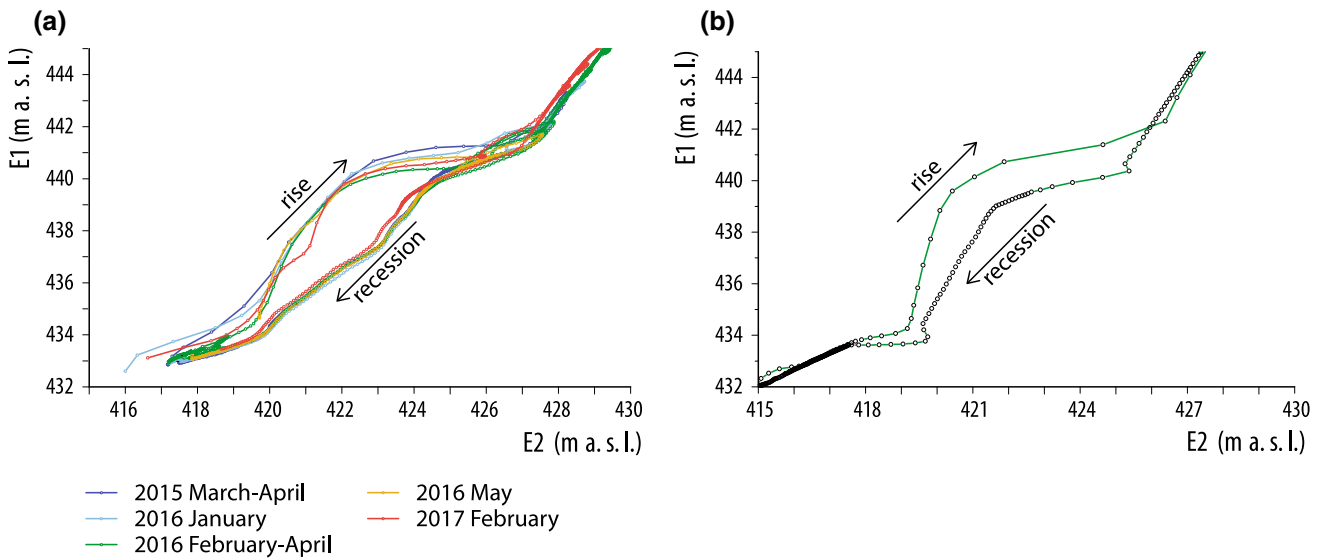 (a)
E1 (m a. s. l.)
444
442
440
438
436
434
432
rise
recession
416 418 420 422 424 426 428 430
E2 (m a. s. l.)
(b)
E1 (m a. s. l.)
444
442
440
438
436
434
432
rise
recession
415 418 421 424 427 430
E2 (m a. s. l.)
2015 March-April
2016 January
2016 February-April
2016 May
2017 February